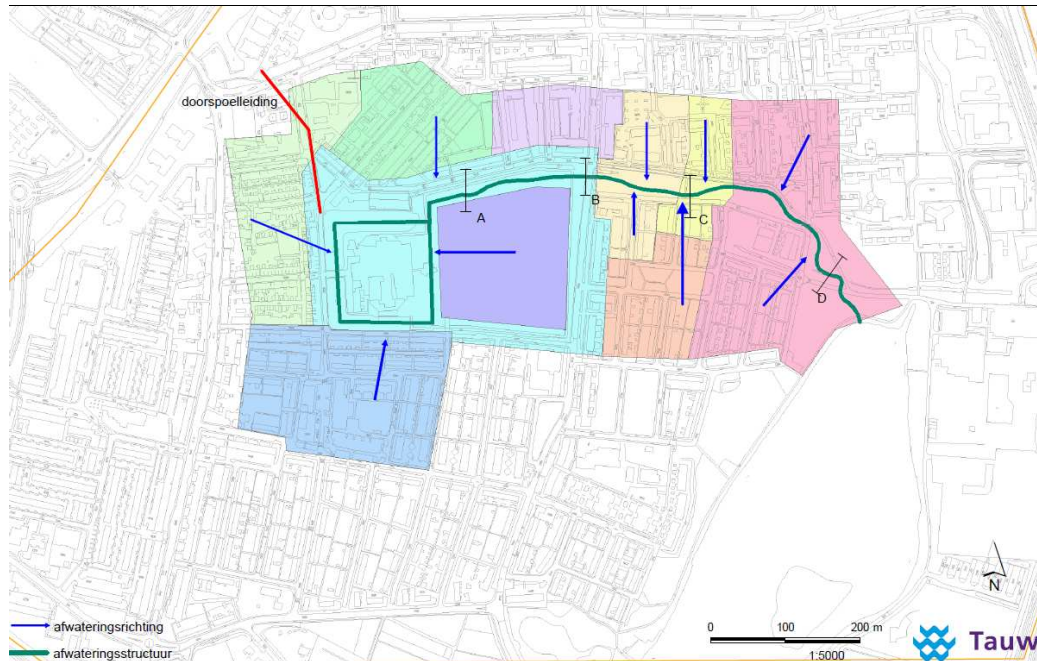 doorspoelleiding
A
B
C
D
N
afwateringsrichting
afwateringsstructuur
0 100 200 m
1:5000
Tauw